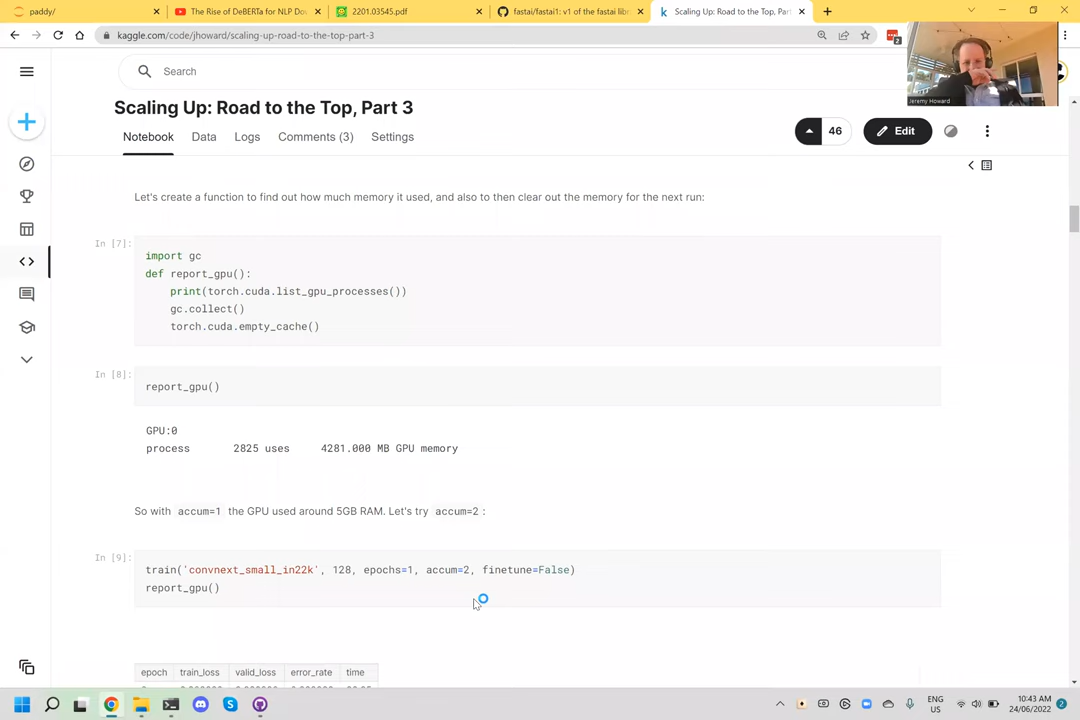 paddy/
The Rise of DeBERTa for NLP Do
2201.03545.pdf
fastai/fastai1: v1 of the fastai libr
Scaling Up: Road to the Top, Part
kaggle.com/code/jhoward/scaling-up-road-to-the-top-part-3
Search
Jeremy Howard
Scaling Up: Road to the Top, Part 3
46
Edit
Notebook Data Logs Comments (3) Settings
Let's create a function to find out how much memory it used, and also to then clear out the memory for the next run:
In [7]:
import gc
def report_gpu():
print(torch.cuda.list_gpu_processes())
gc.collect()
torch.cuda.empty_cache()
In [8]:
report_gpu()
GPU:0
process 2825 uses 4281.000 MB GPU memory
So with accum=1 the GPU used around 5GB RAM. Let's try accum=2 :
In [9]:
train('convnext_small_in22k', 128, epochs=1, accum=2, finetune=False)
report_gpu()
epoch train_loss valid_loss error_rate time
ENG
US
10:43 AM
24/06/2022
2